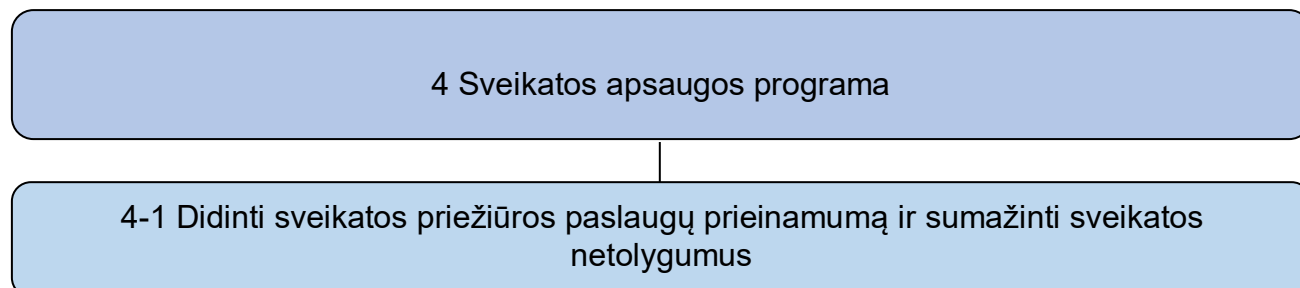 4 Sveikatos apsaugos programa
4-1 Didinti sveikatos priežiūros paslaugų prieinamumą ir sumažinti sveikatos
netolygumus